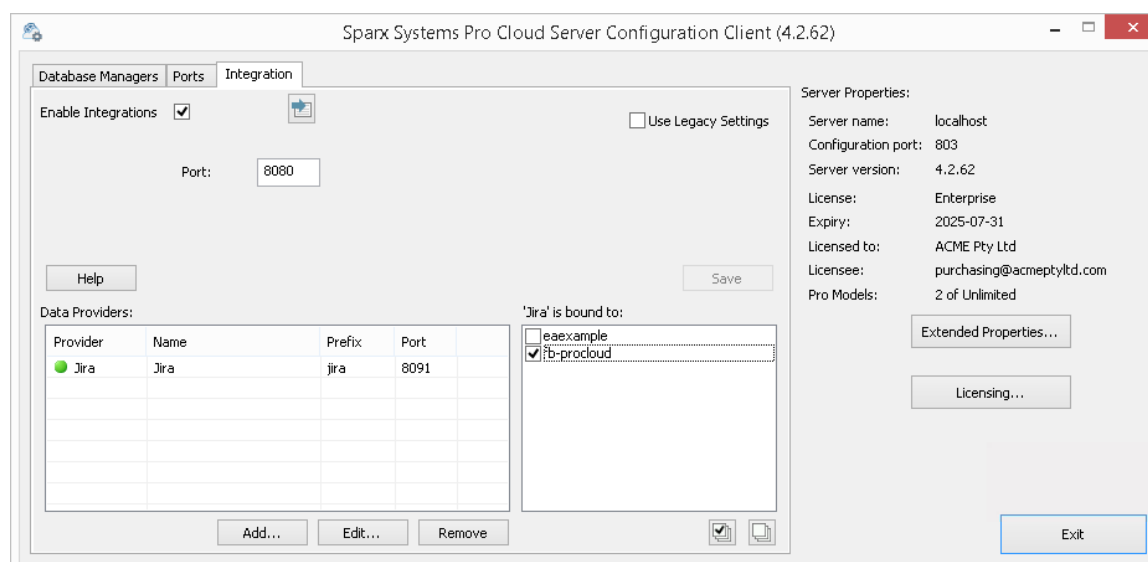 Sparx Systems Pro Cloud Server Configuration Client (4.2.62)
Database Managers Ports Integration
Enable Integrations
Use Legacy Settings
Port: 8080
Help
Save
Data Providers:
Provider Name Prefix Port
Jira Jira jira 8091
Add... Edit... Remove
'Jira' is bound to:
eaexample
fb-procloud
Server Properties:
Server name: localhost
Configuration port: 803
Server version: 4.2.62
License: Enterprise
Expiry: 2025-07-31
Licensed to: ACME Pty Ltd
Licensee: purchasing@acmeptyltd.com
Pro Models: 2 of Unlimited
Extended Properties...
Licensing...
Exit